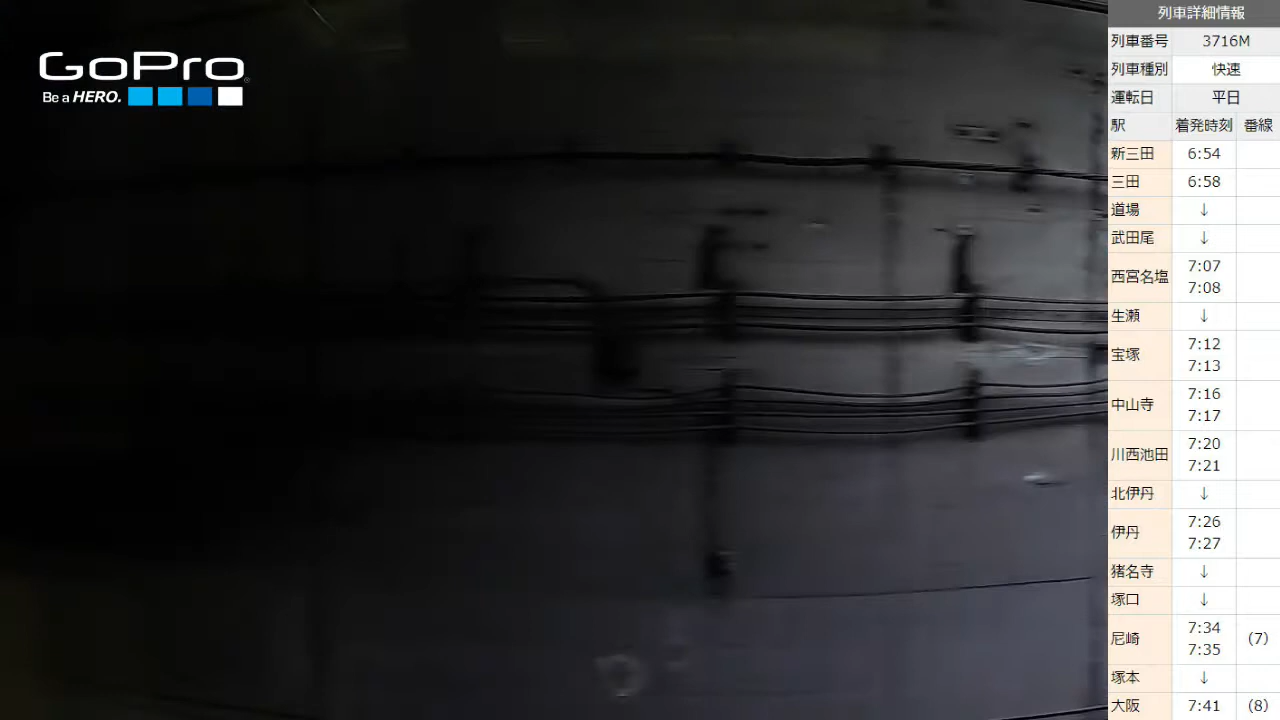 GoPro
Be a HERO.
列車詳細情報
列車番号 3716M
列車種別 快速
運転日 平日
駅 着発時刻 番線
新三田 6:54
三田 6:58
道場 ↓
武田尾 ↓
西宮名塩 7:07
7:08
生瀬 ↓
宝塚 7:12
7:13
中山寺 7:16
7:17
川西池田 7:20
7:21
北伊丹 ↓
伊丹 7:26
7:27
猪名寺 ↓
塚口 ↓
尼崎 7:34 (7)
7:35
塚本 ↓
大阪 7:41 (8)